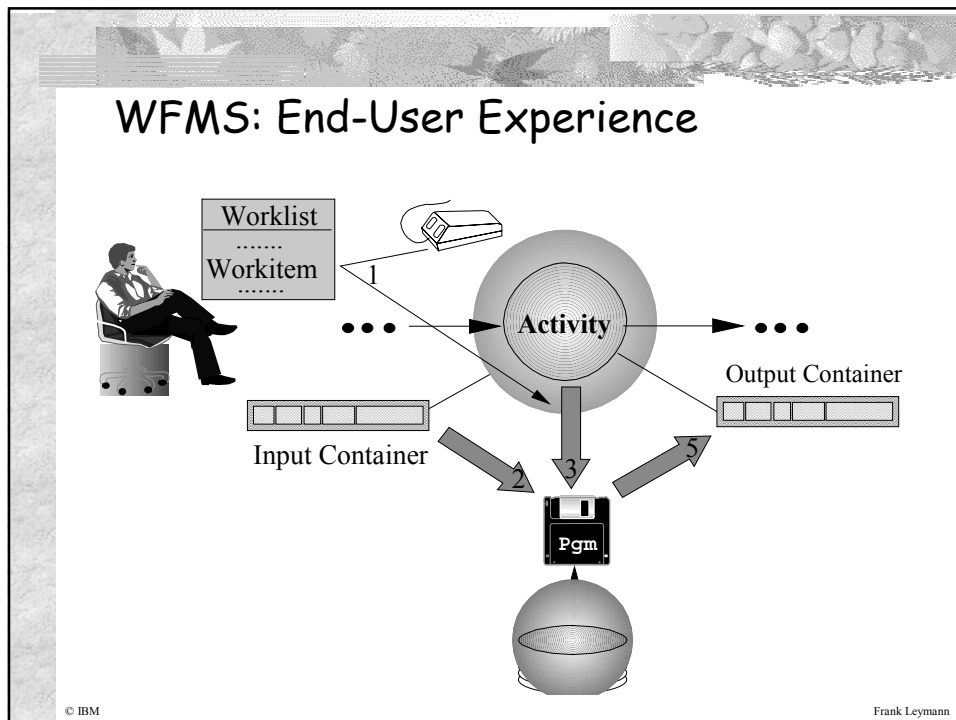 WFMS: End-User Experience
Worklist
.......
Workitem
.......
1
Activity
Output Container
Input Container
2
3
5
Pgm
© IBM
Frank Leymann